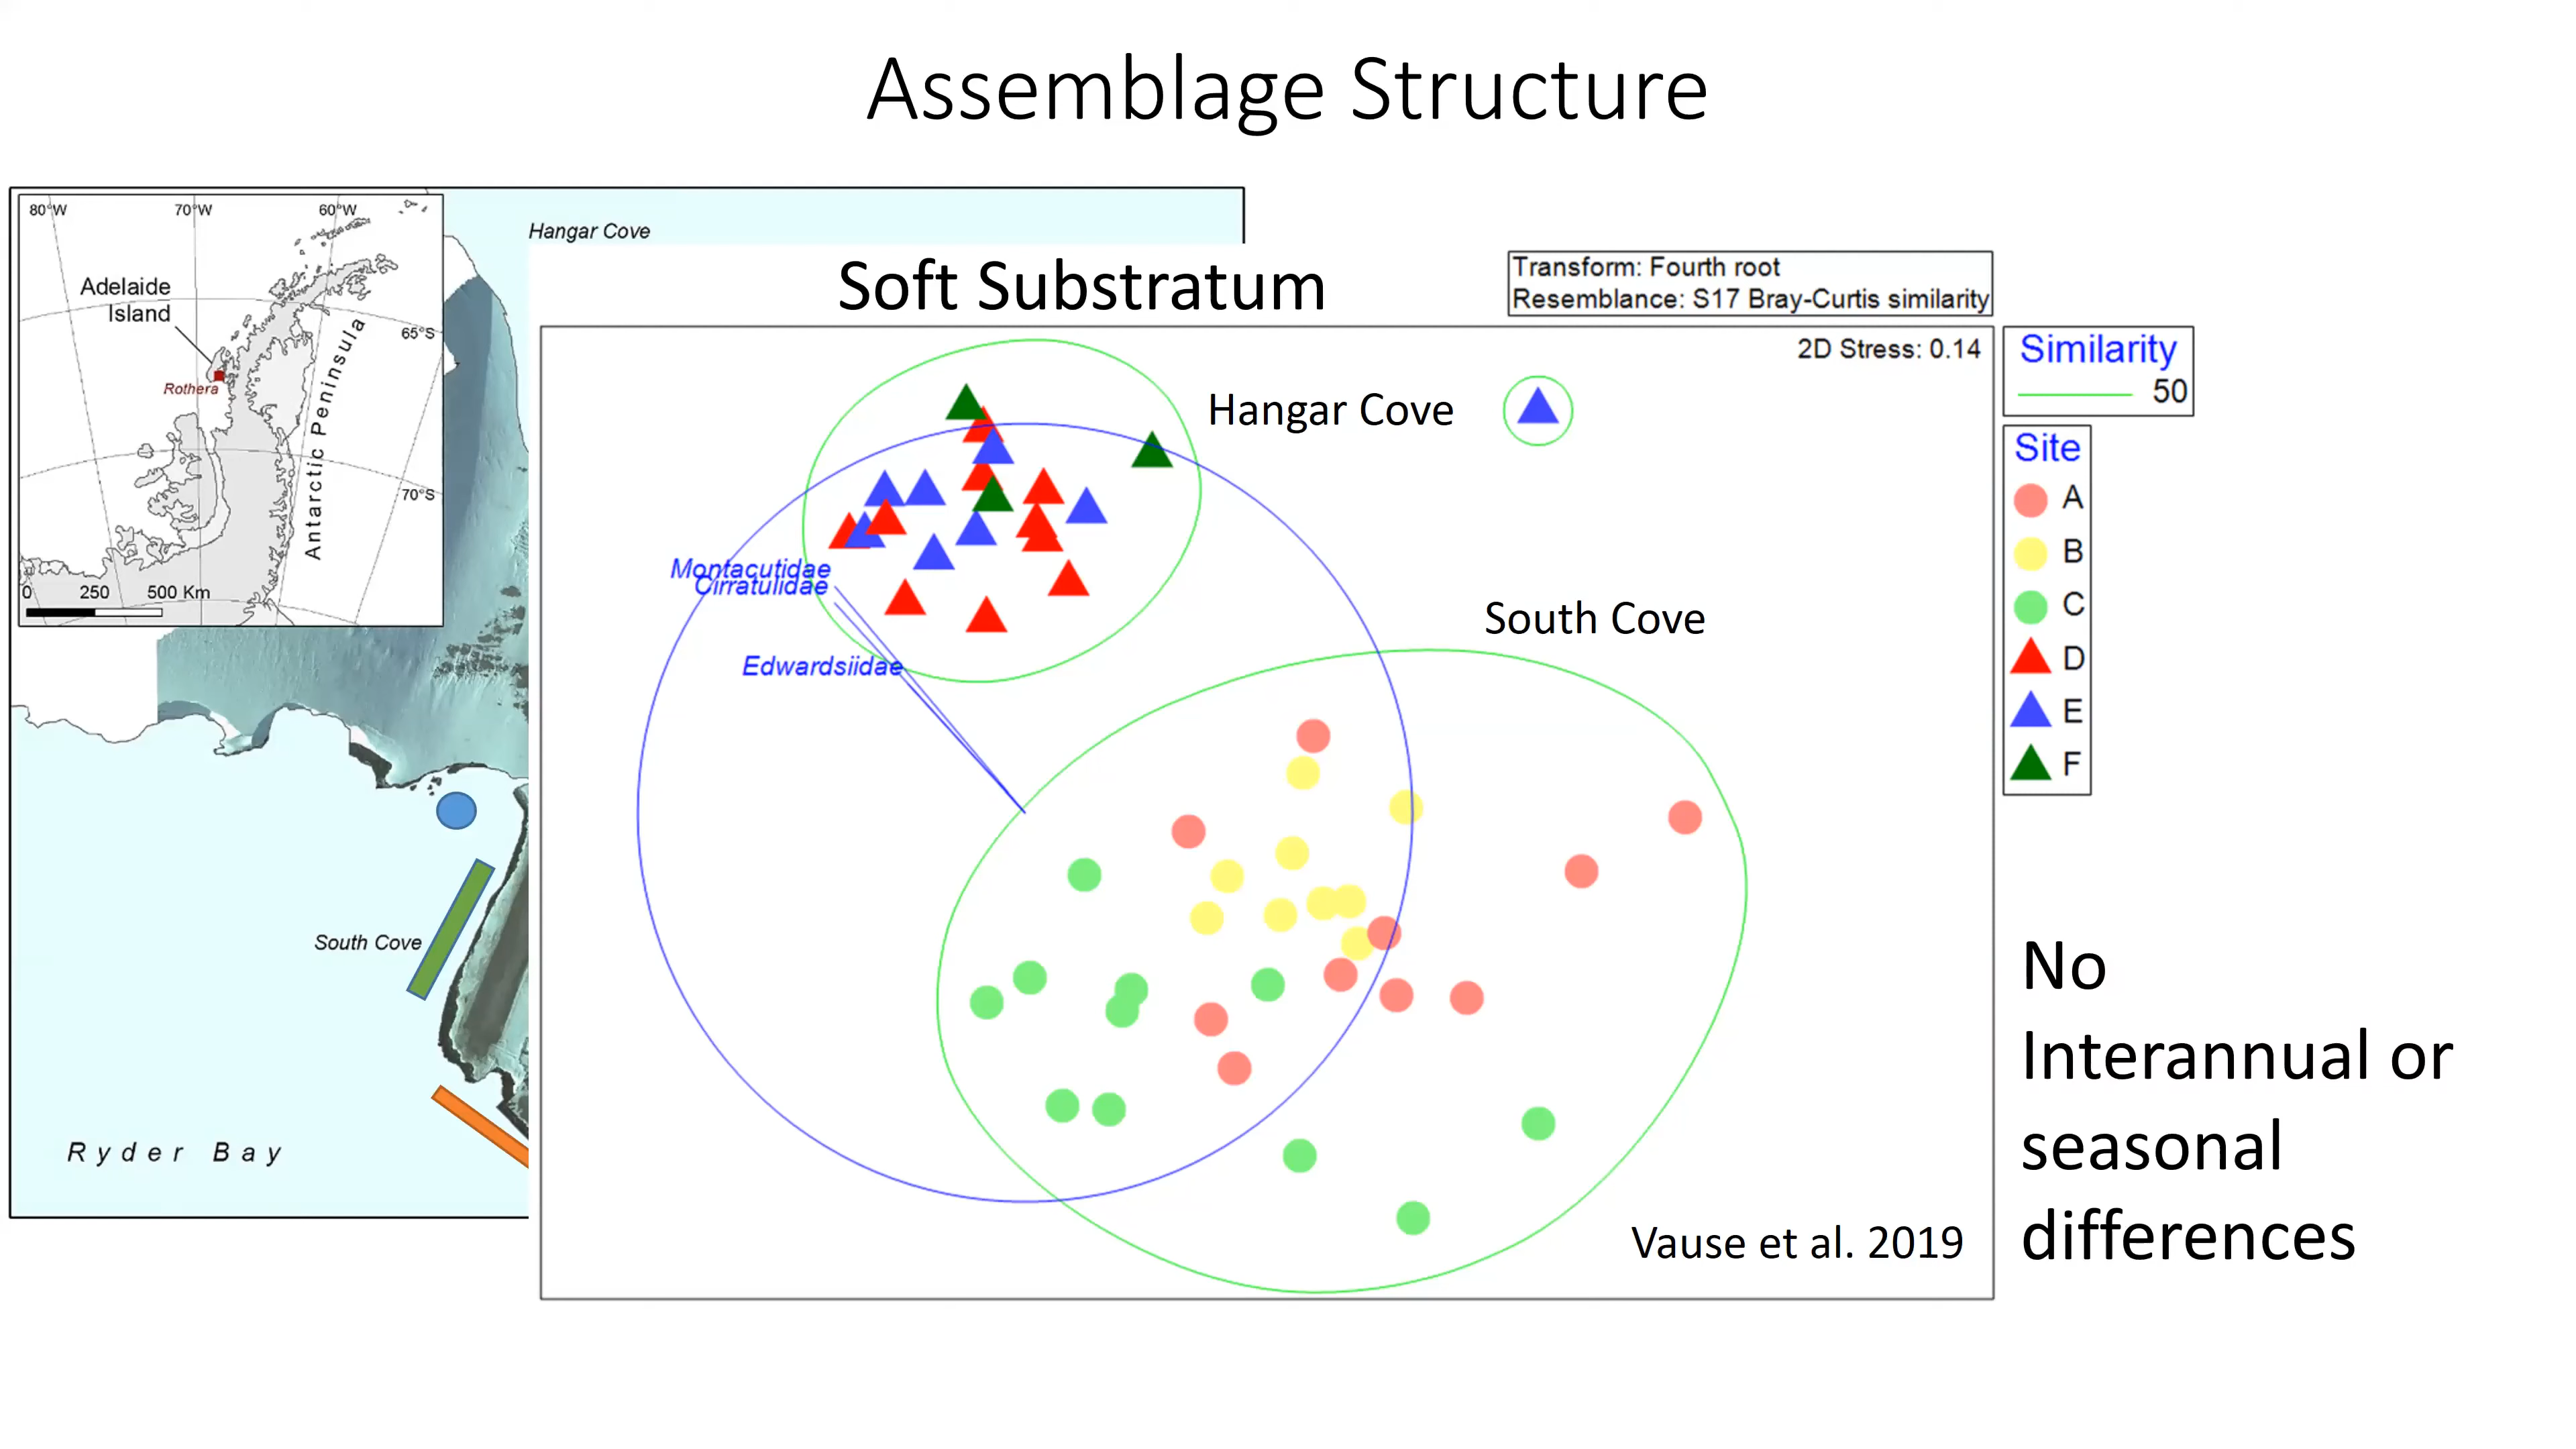 Assemblage Structure
80°W
70°W
60°W
Adelaide
Island
65°S
Rothera
Antarctic Peninsula
70°S
0 250 500 Km
Hangar Cove
South Cove
Ryder Bay
Soft Substratum
Transform: Fourth root
Resemblance: S17 Bray-Curtis similarity
2D Stress: 0.14
Hangar Cove
Montacutidae
Cirratulidae
Edwardsiidae
South Cove
Vause et al. 2019
Similarity
50
Site
A
B
C
D
E
F
No
Interannual or
seasonal
differences